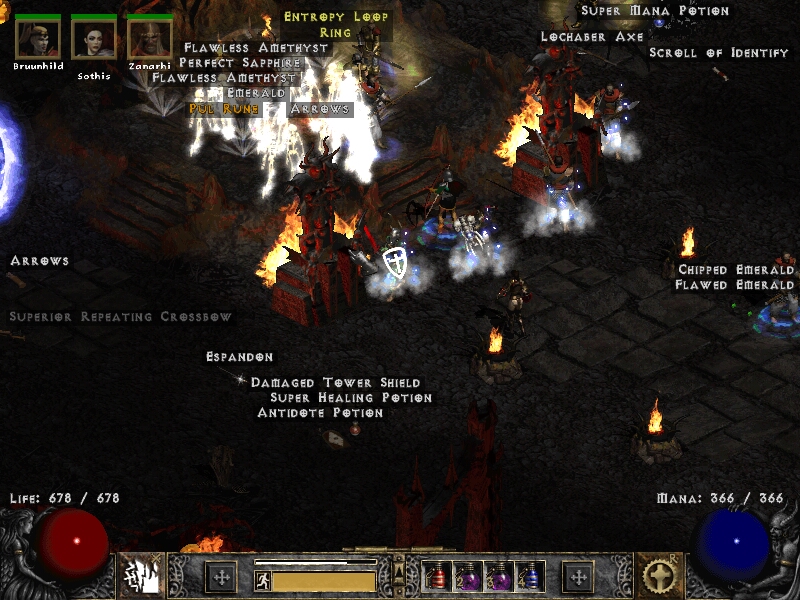 Entropy Loop
Ring
Super Mana Potion
Lochaber Axe
Scroll of Identify
Flawless Amethyst
Perfect Sapphire
Flawless Amethyst
Emerald
Pul Rune
Arrows
Bruunhild
Sothis
Zanarhi
Arrows
Chipped Emerald
Flawed Emerald
Superior Repeating Crossbow
Espandon
Damaged Tower Shield
Super Healing Potion
Antidote Potion
Life: 678 / 678
Mana: 366 / 366